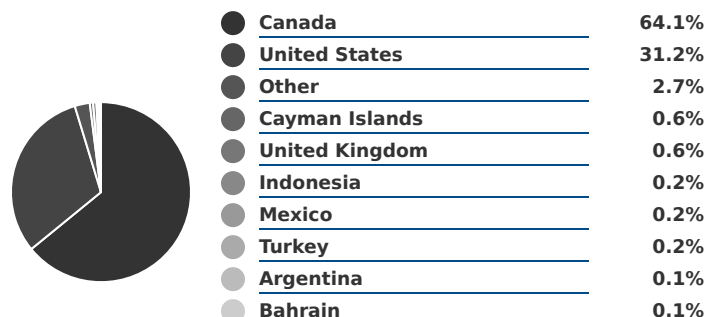 Canada 64.1%
United States 31.2%
Other 2.7%
Cayman Islands 0.6%
United Kingdom 0.6%
Indonesia 0.2%
Mexico 0.2%
Turkey 0.2%
Argentina 0.1%
Bahrain 0.1%